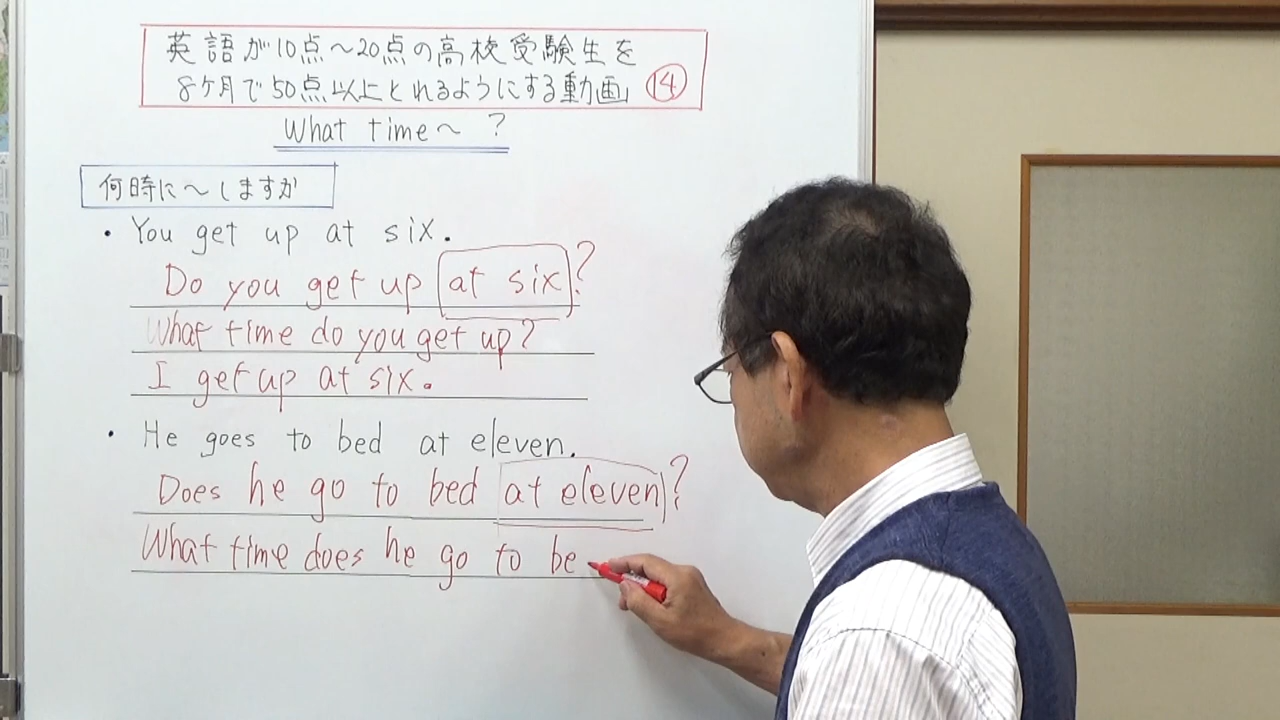 英語が10点～20点の高校受験生を
8ヶ月で50点以上とれるようにする動画 ⑭
What time～ ?
何時に～しますか
・You get up at six.
Do you get up at six?
What time do you get up?
I get up at six.
・He goes to bed at eleven.
Does he go to bed at eleven?
What time does he go to be